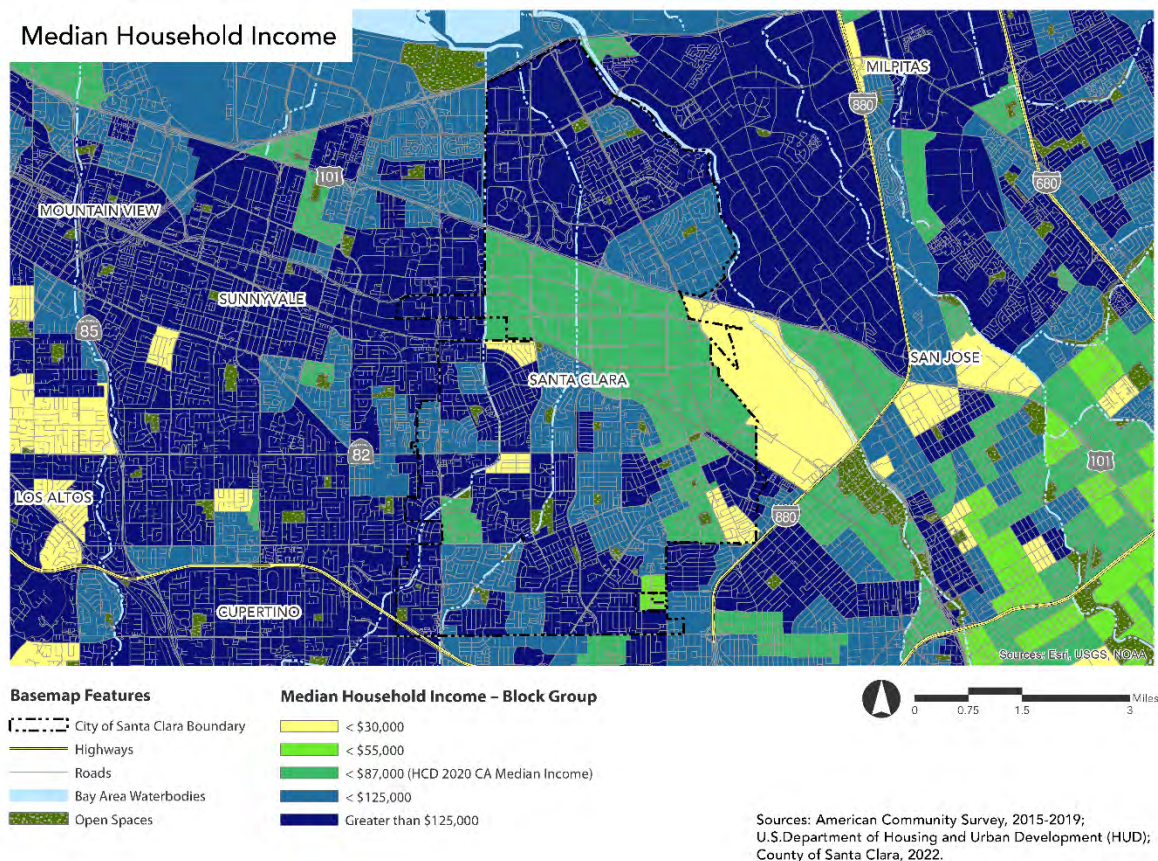 Median Household Income
MILPITAS
880
101
680
MOUNTAIN VIEW
SUNNYVALE
85
SAN JOSE
SANTA CLARA
82
101
LOS ALTOS
880
CUPERTINO
Sources: Esri, USGS, NOAA
Basemap Features
City of Santa Clara Boundary
Highways
Roads
Bay Area Waterbodies
Open Spaces
Median Household Income – Block Group
< $30,000
< $55,000
< $87,000 (HCD 2020 CA Median Income)
< $125,000
Greater than $125,000
Miles
0 0.75 1.5 3
Sources: American Community Survey, 2015-2019;
U.S.Department of Housing and Urban Development (HUD);
County of Santa Clara, 2022.